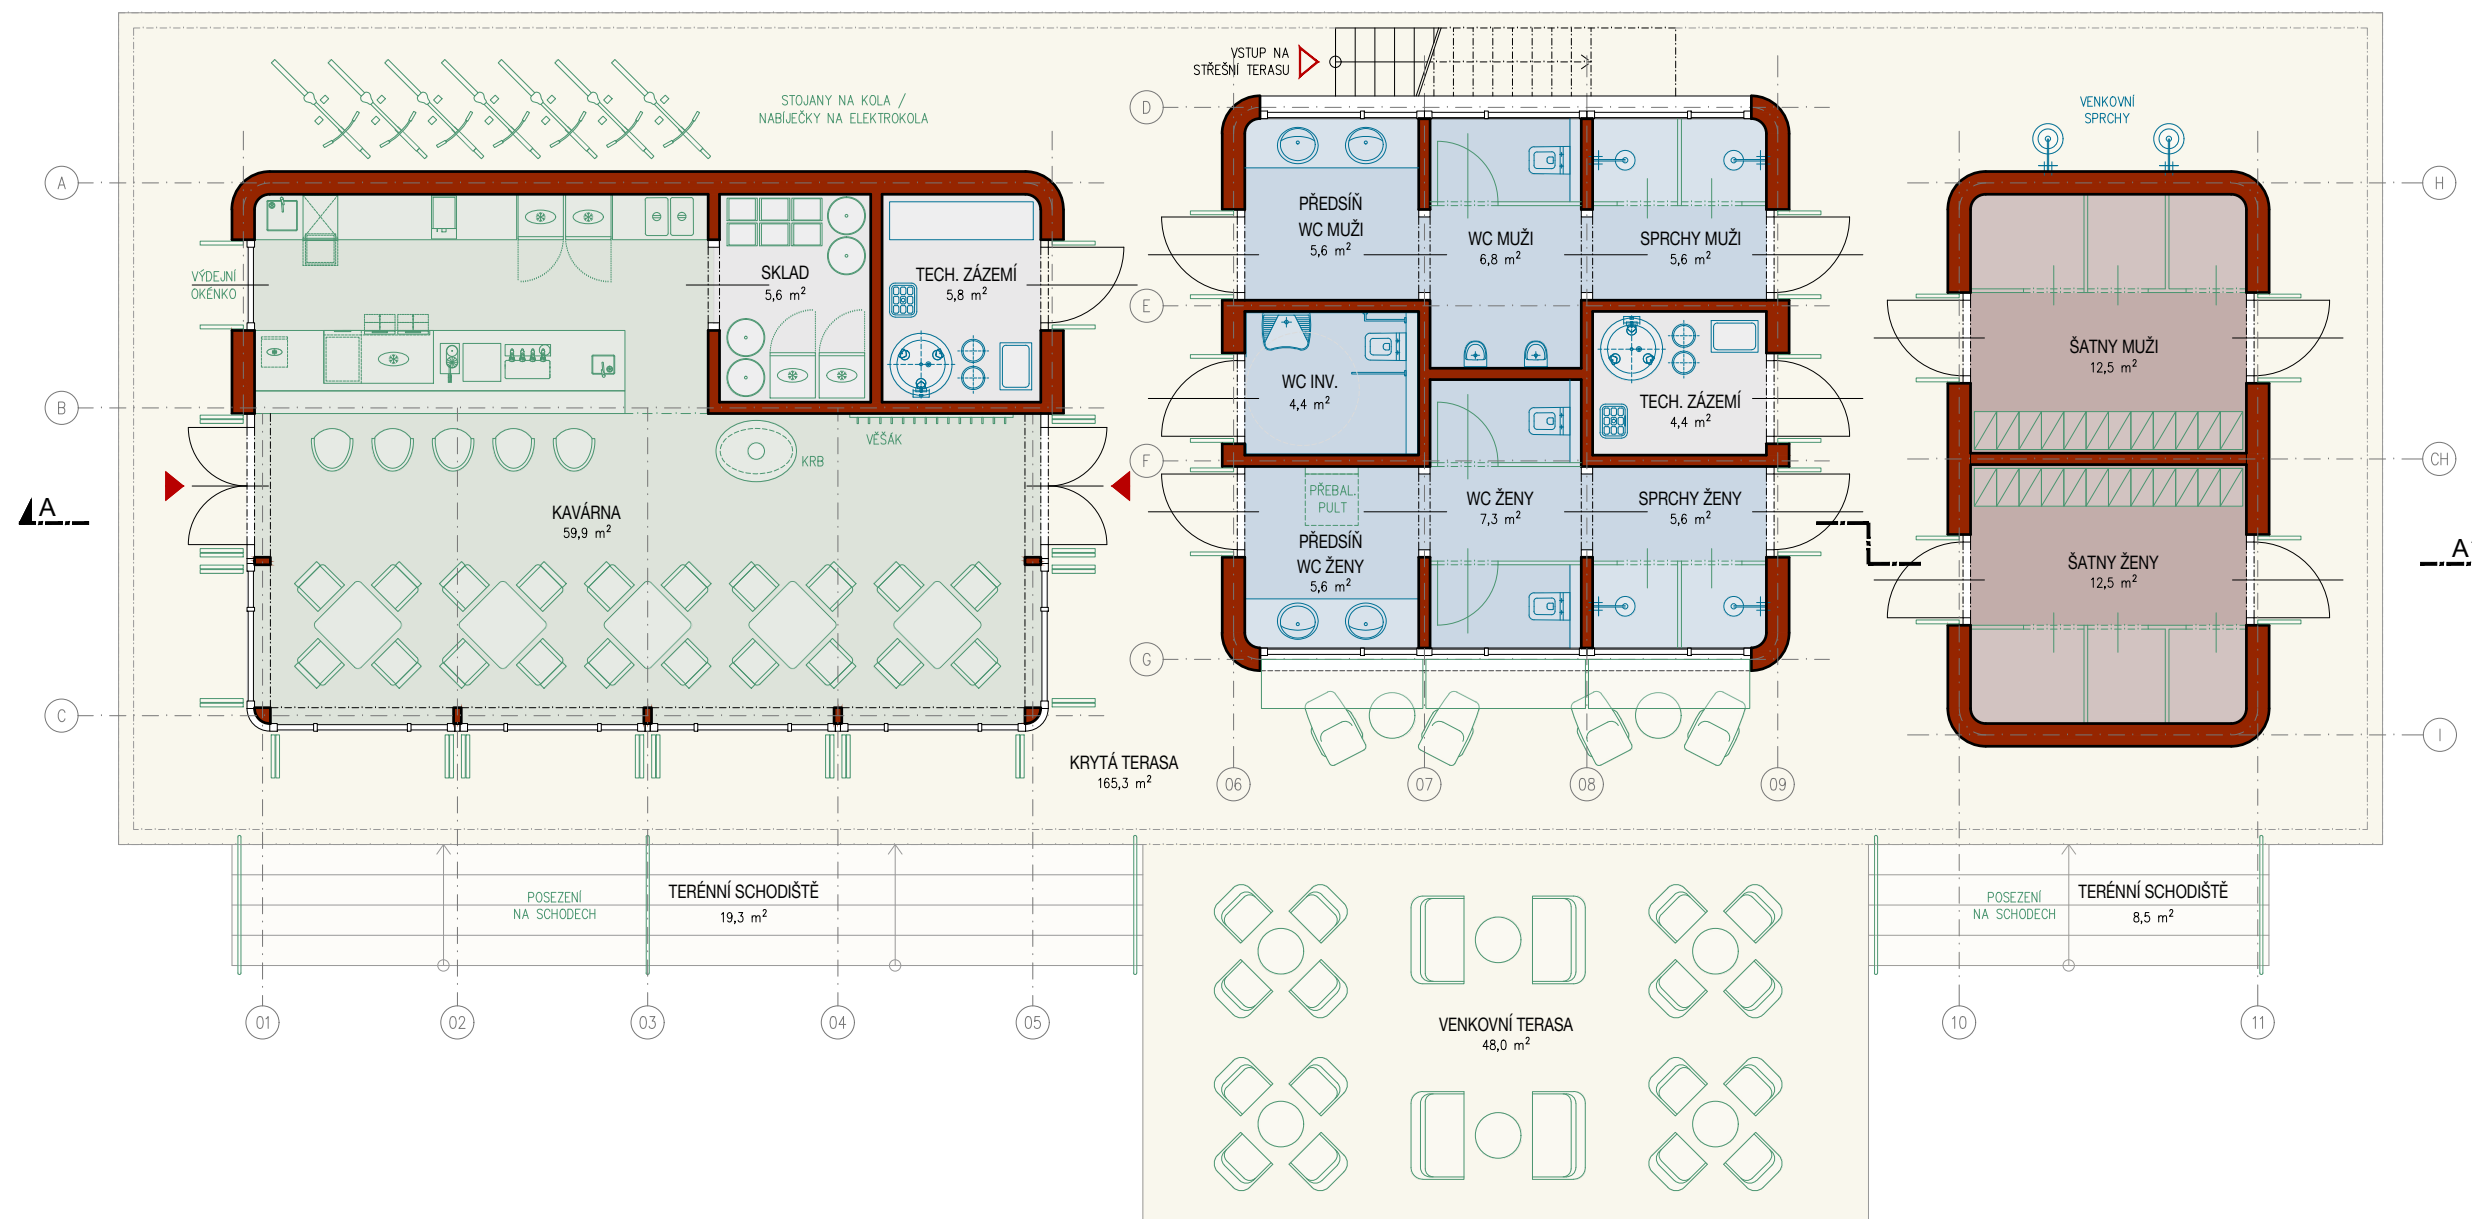 VSTUP NA
STŘEŠNÍ TERASU
STOJANY NA KOLA /
NABÍJEČKY NA ELEKTROKOLA
VENKOVNÍ
SPRCHY
D
A
H
PŘEDSÍŇ
WC MUŽI
5,6 m²
WC MUŽI
6,8 m²
SPRCHY MUŽI
5,6 m²
VÝDEJNÍ
OKÉNKO
SKLAD
5,6 m²
TECH. ZÁZEMÍ
5,8 m²
E
ŠATNY MUŽI
12,5 m²
WC INV.
4,4 m²
TECH. ZÁZEMÍ
4,4 m²
B
VĚŠÁK
KRB
F
CH
PŘEBAL.
PULT
WC ŽENY
7,3 m²
SPRCHY ŽENY
5,6 m²
A
KAVÁRNA
59,9 m²
PŘEDSÍŇ
WC ŽENY
5,6 m²
A
ŠATNY ŽENY
12,5 m²
G
C
I
KRYTÁ TERASA
165,3 m²
06
07
08
09
POSEZENÍ
NA SCHODECH
TERÉNNÍ SCHODIŠTĚ
19,3 m²
POSEZENÍ
NA SCHODECH
TERÉNNÍ SCHODIŠTĚ
8,5 m²
01
02
03
04
05
10
11
VENKOVNÍ TERASA
48,0 m²